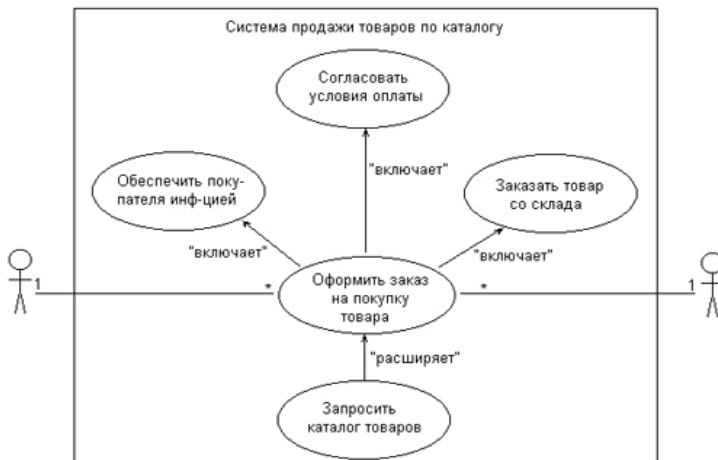 Система продажи товаров по каталогу
Согласовать
условия оплаты
"включает"
Обеспечить поку-
пателя инф-цией
Заказать товар
со склада
"включает"
"включает"
Оформить заказ
на покупку
товара
1
*
*
1
"расширяет"
Запросить
каталог товаров